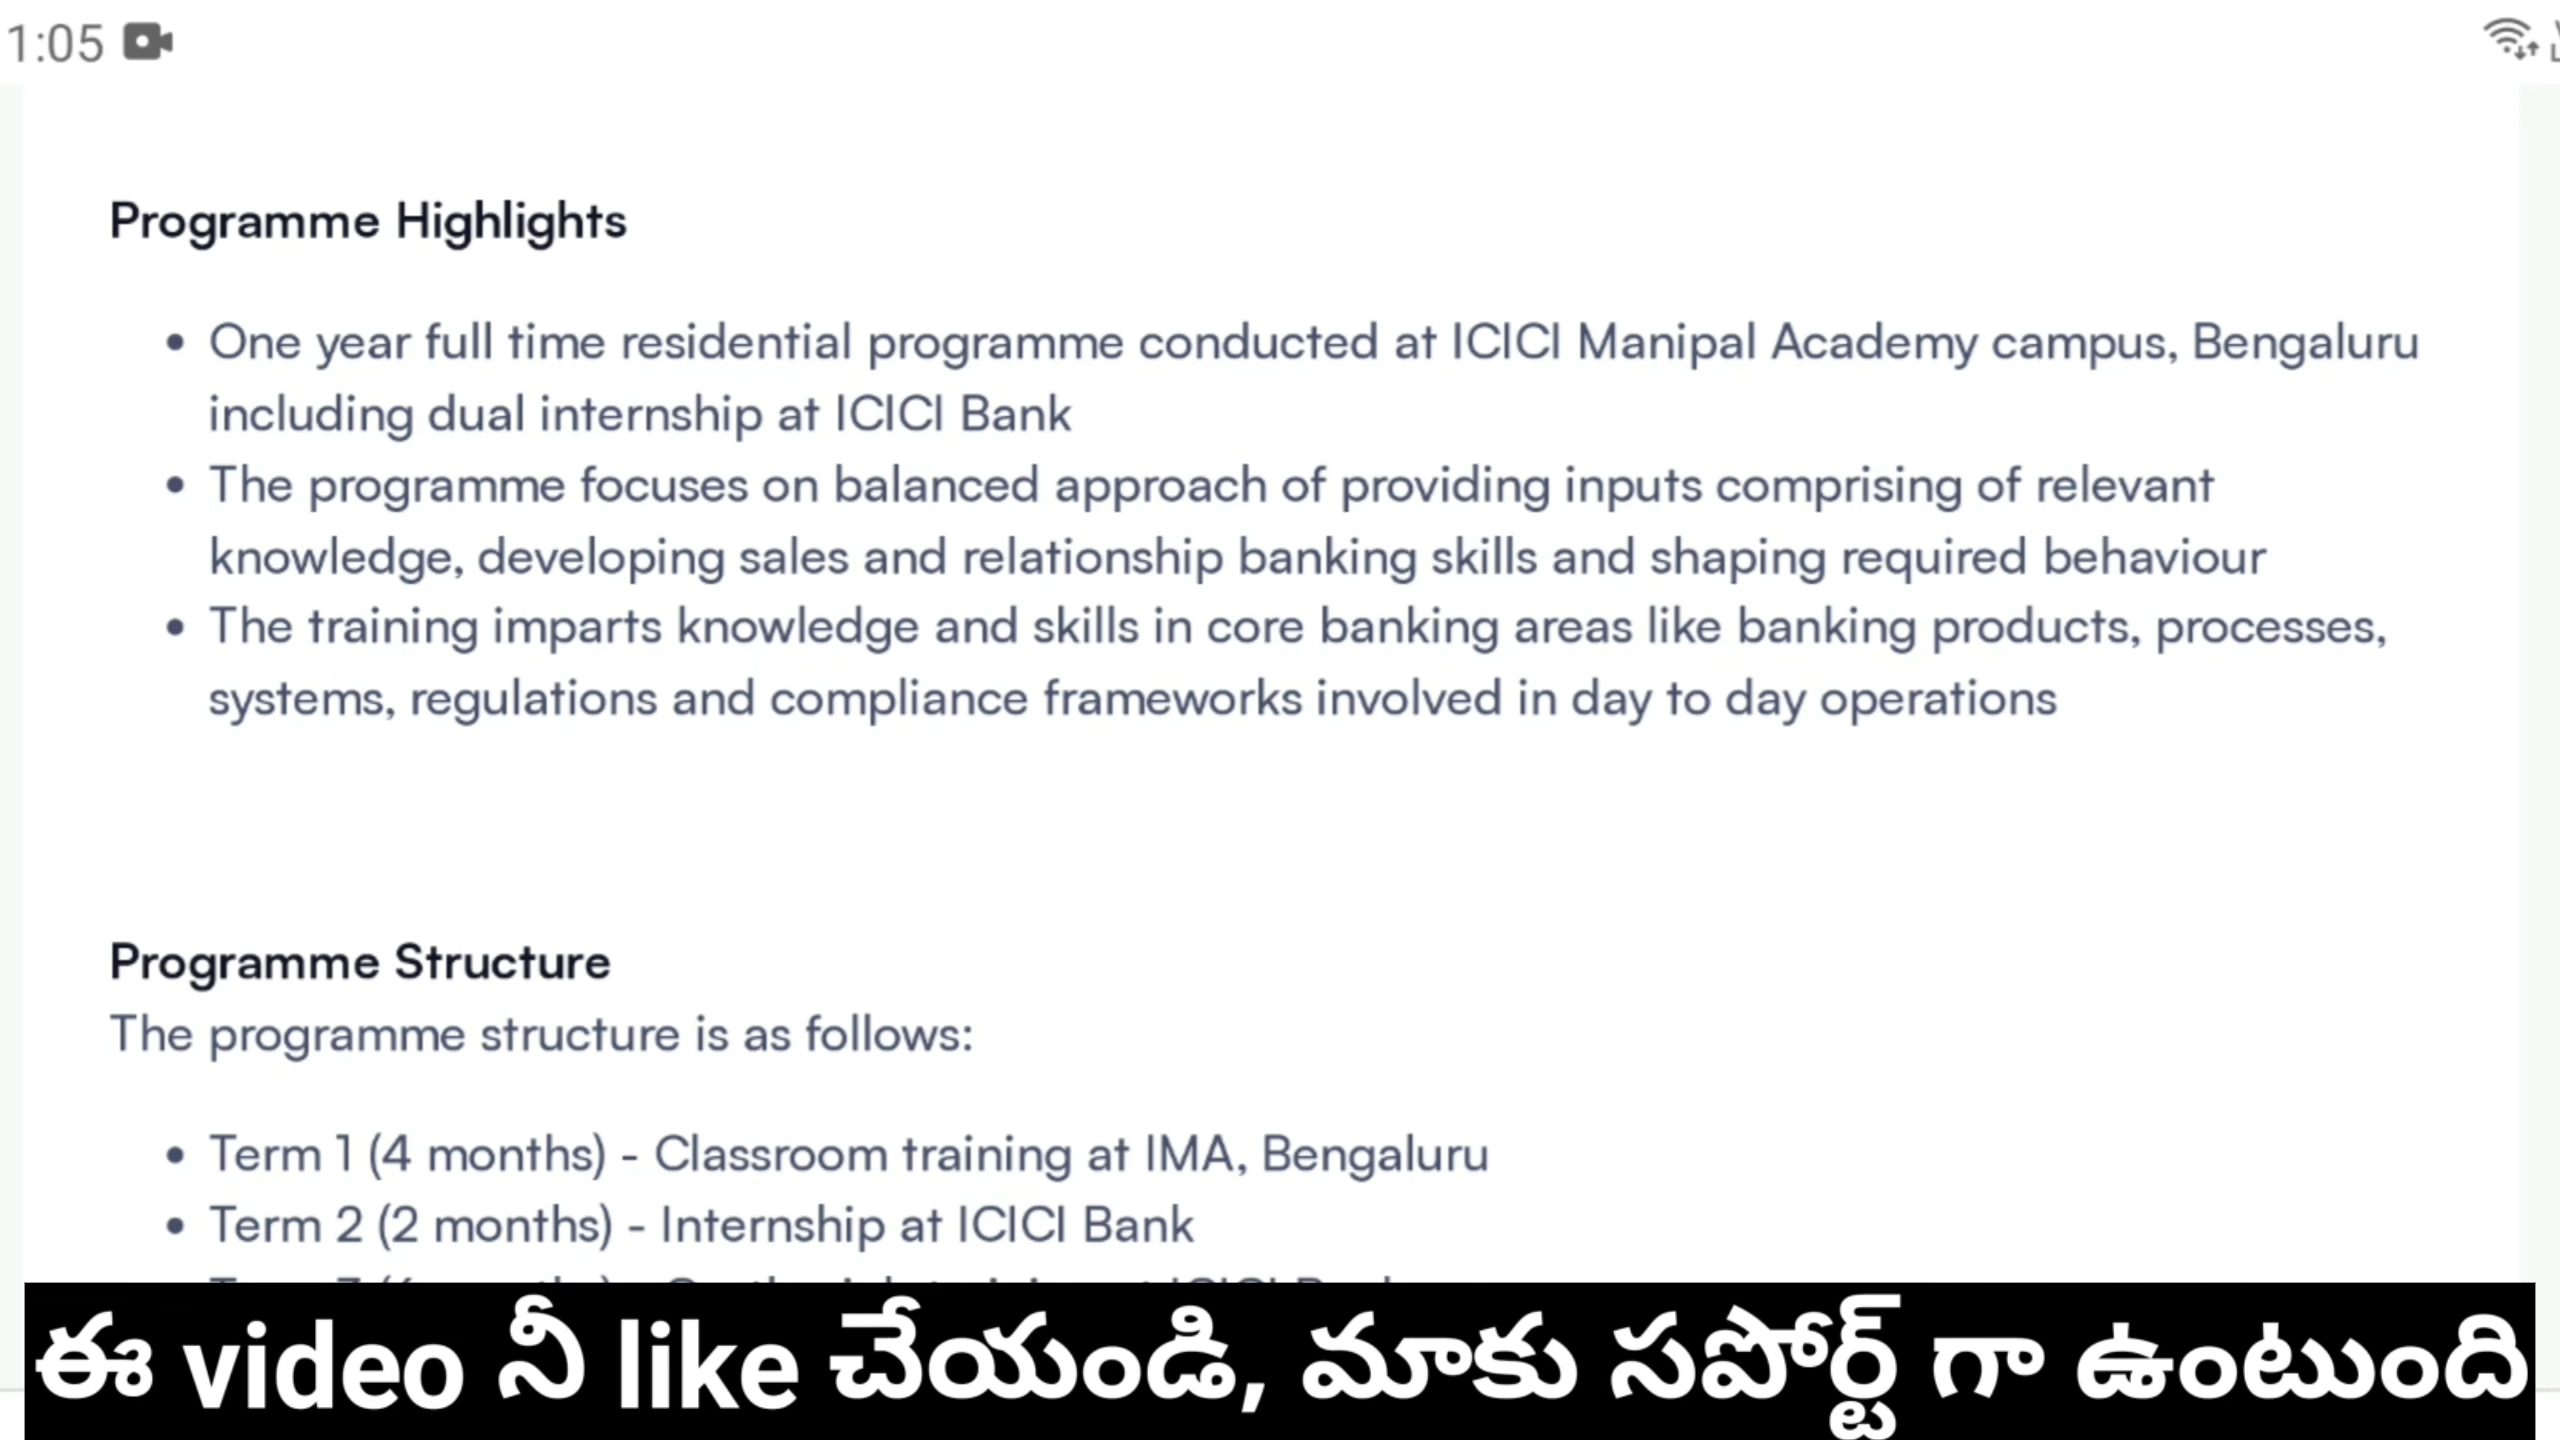 1:05
Programme Highlights
• One year full time residential programme conducted at ICICI Manipal Academy campus, Bengaluru
including dual internship at ICICI Bank
• The programme focuses on balanced approach of providing inputs comprising of relevant
knowledge, developing sales and relationship banking skills and shaping required behaviour
• The training imparts knowledge and skills in core banking areas like banking products, processes,
systems, regulations and compliance frameworks involved in day to day operations
Programme Structure
The programme structure is as follows:
• Term 1 (4 months) - Classroom training at IMA, Bengaluru
• Term 2 (2 months) - Internship at ICICI Bank
ఈ video నీ like చేయండి, మాకు సపోర్ట్ గా ఉంటుంది